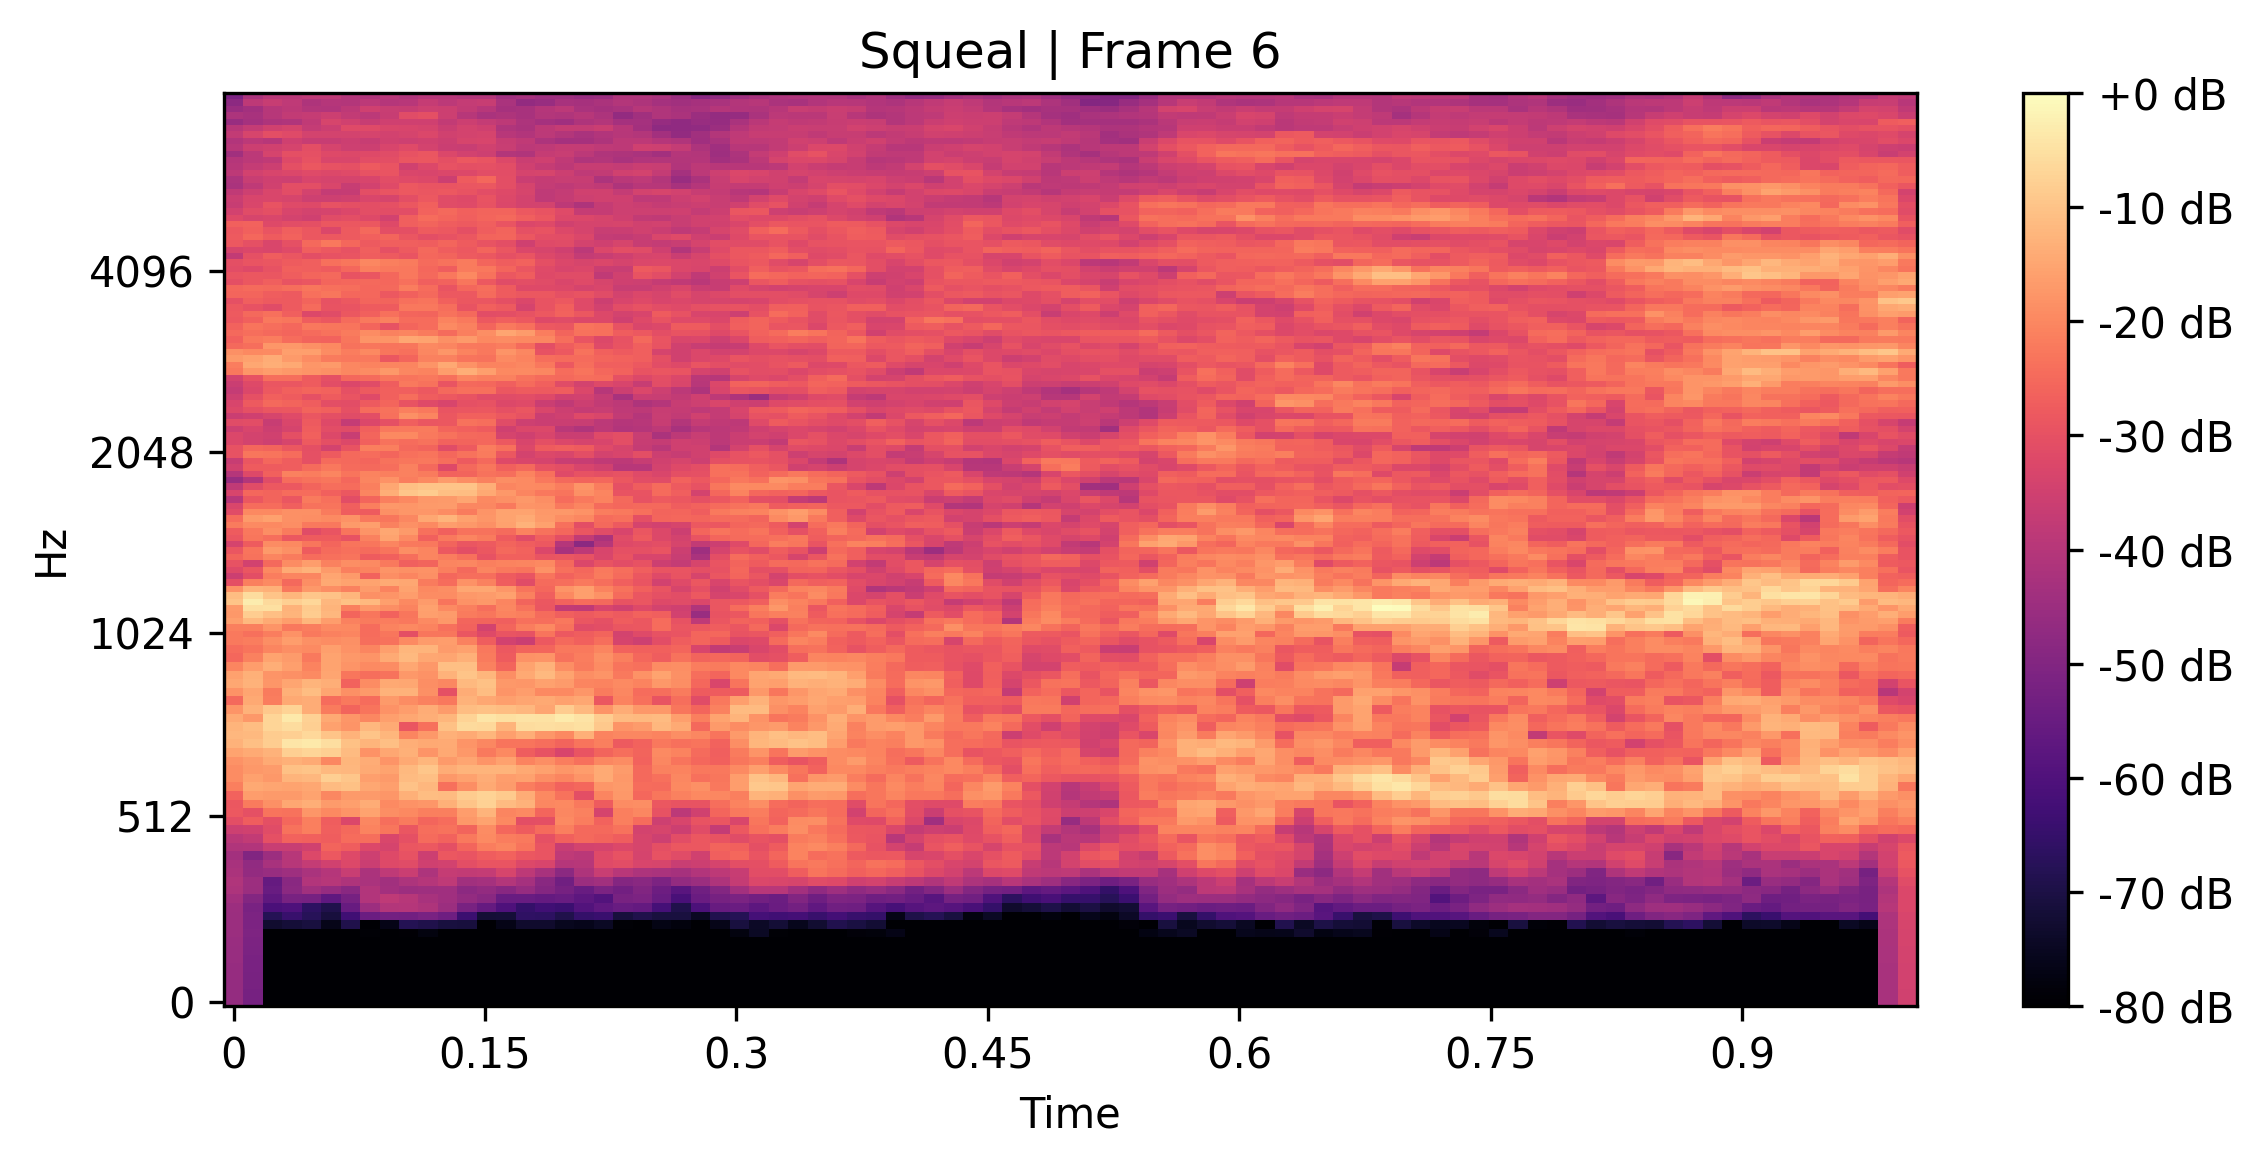 Squeal | Frame 6
+0 dB
-10 dB
-20 dB
-30 dB
-40 dB
-50 dB
-60 dB
-70 dB
-80 dB
4096
2048
1024
512
0
Hz
0 0.15 0.3 0.45 0.6 0.75 0.9
Time